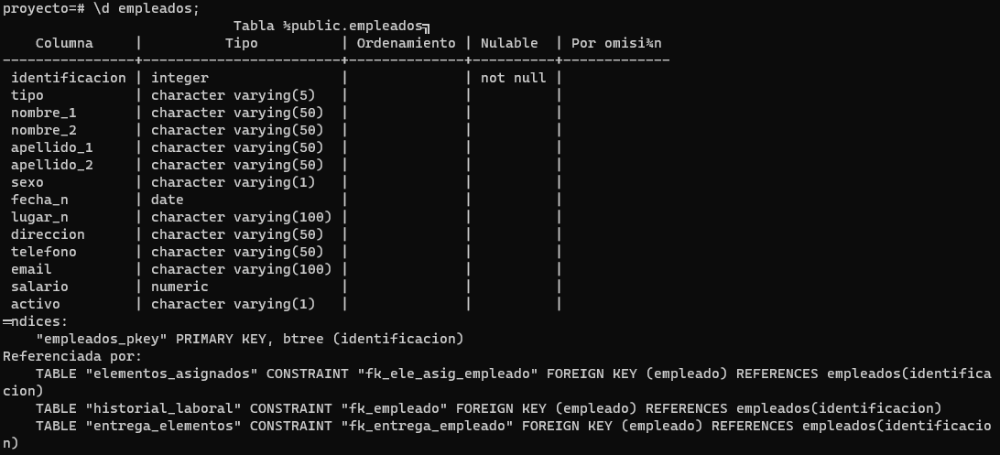 proyecto=# \d empleados;
                            Tabla ¾public.empleados╗
    Columna     |          Tipo          | Ordenamiento | Nulable  | Por omisi¾n
----------------+------------------------+--------------+----------+-------------
 identificacion | integer                |              | not null |
 tipo           | character varying(5)   |              |          |
 nombre_1       | character varying(50)  |              |          |
 nombre_2       | character varying(50)  |              |          |
 apellido_1     | character varying(50)  |              |          |
 apellido_2     | character varying(50)  |              |          |
 sexo           | character varying(1)   |              |          |
 fecha_n        | date                   |              |          |
 lugar_n        | character varying(100) |              |          |
 direccion      | character varying(50)  |              |          |
 telefono       | character varying(50)  |              |          |
 email          | character varying(100) |              |          |
 salario        | numeric                |              |          |
 activo         | character varying(1)   |              |          |
═ndices:
    "empleados_pkey" PRIMARY KEY, btree (identificacion)
Referenciada por:
    TABLE "elementos_asignados" CONSTRAINT "fk_ele_asig_empleado" FOREIGN KEY (empleado) REFERENCES empleados(identifica
cion)
    TABLE "historial_laboral" CONSTRAINT "fk_empleado" FOREIGN KEY (empleado) REFERENCES empleados(identificacion)
    TABLE "entrega_elementos" CONSTRAINT "fk_entrega_empleado" FOREIGN KEY (empleado) REFERENCES empleados(identificacio
n)